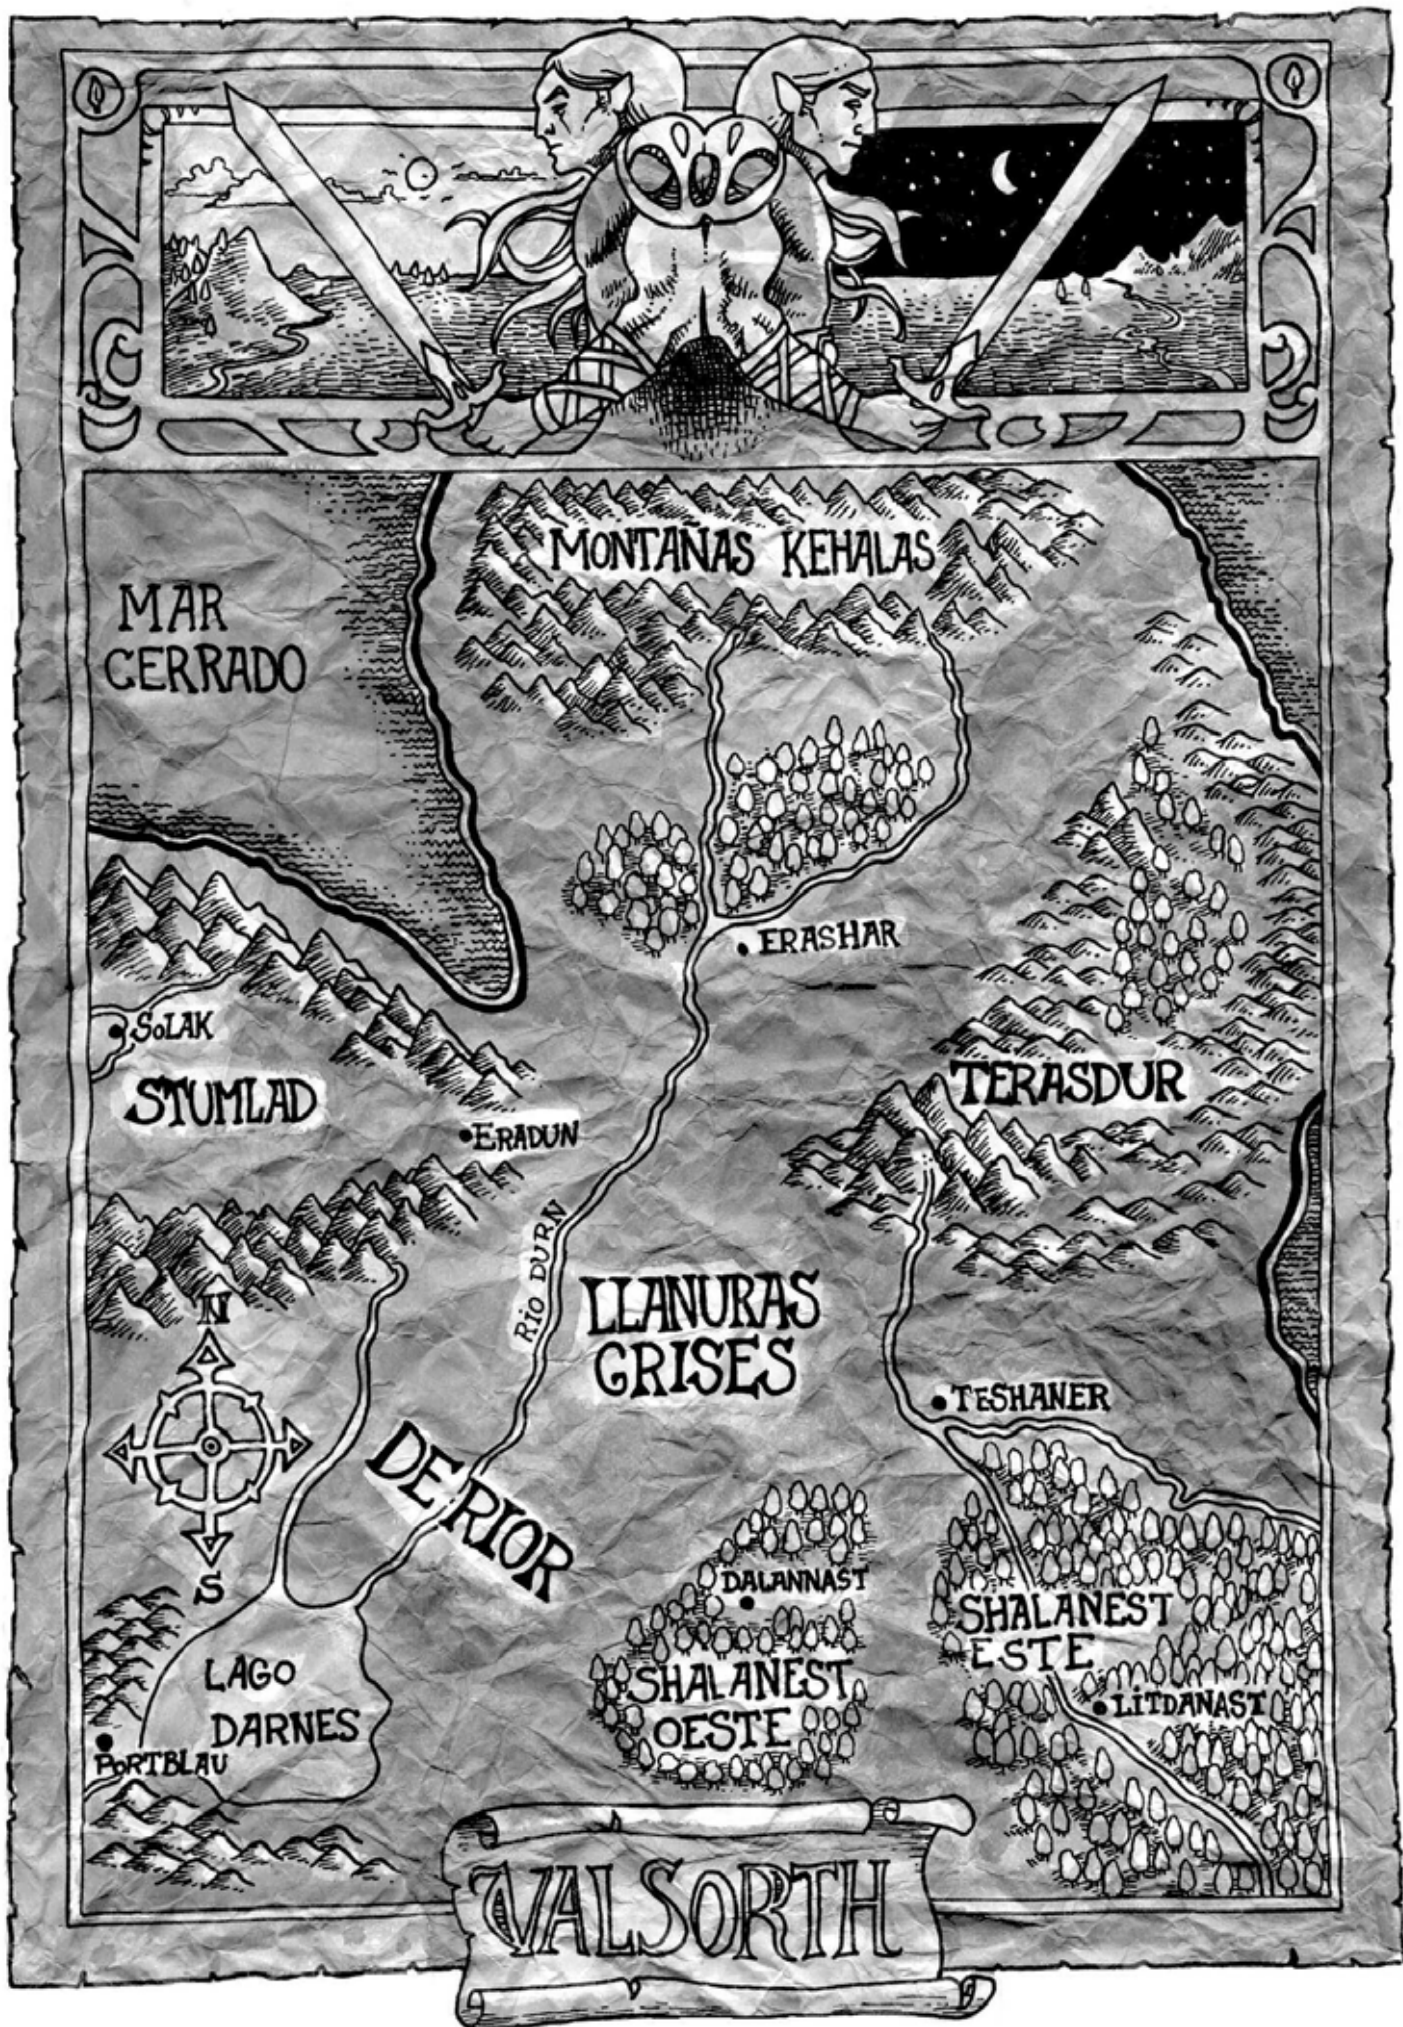 MONTAÑAS KEHALAS
MAR
CERRADO
ERASHAR
SOLAK
STUMLAD
TERASDUR
ERADUN
RÍO DURN
LLANURAS
GRISES
N
TESHANER
DERIOR
DALANNAST
S
SHALANEST
ESTE
LAGO
DARNES
SHALANEST
OESTE
LITDANAST
PORTBLAU
VALSORTH